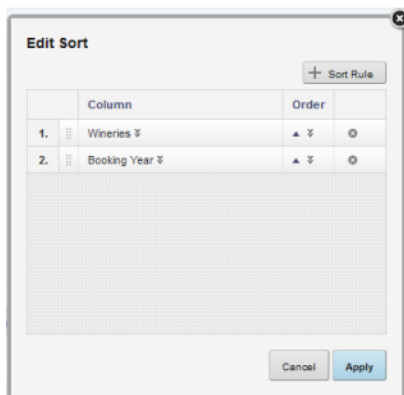 Edit Sort
Sort Rule
Column Order
1. Wineries
2. Booking Year
Cancel Apply